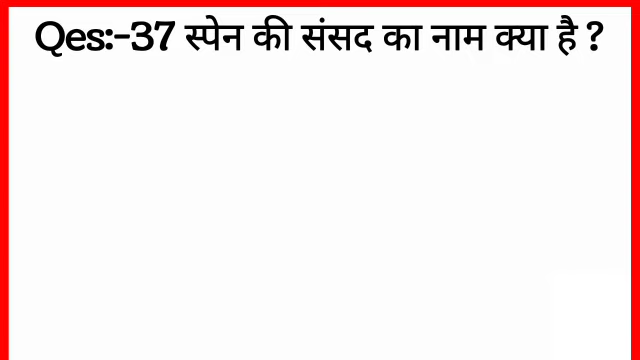 Qes:-37 स्पेन की संसद का नाम क्या है ?